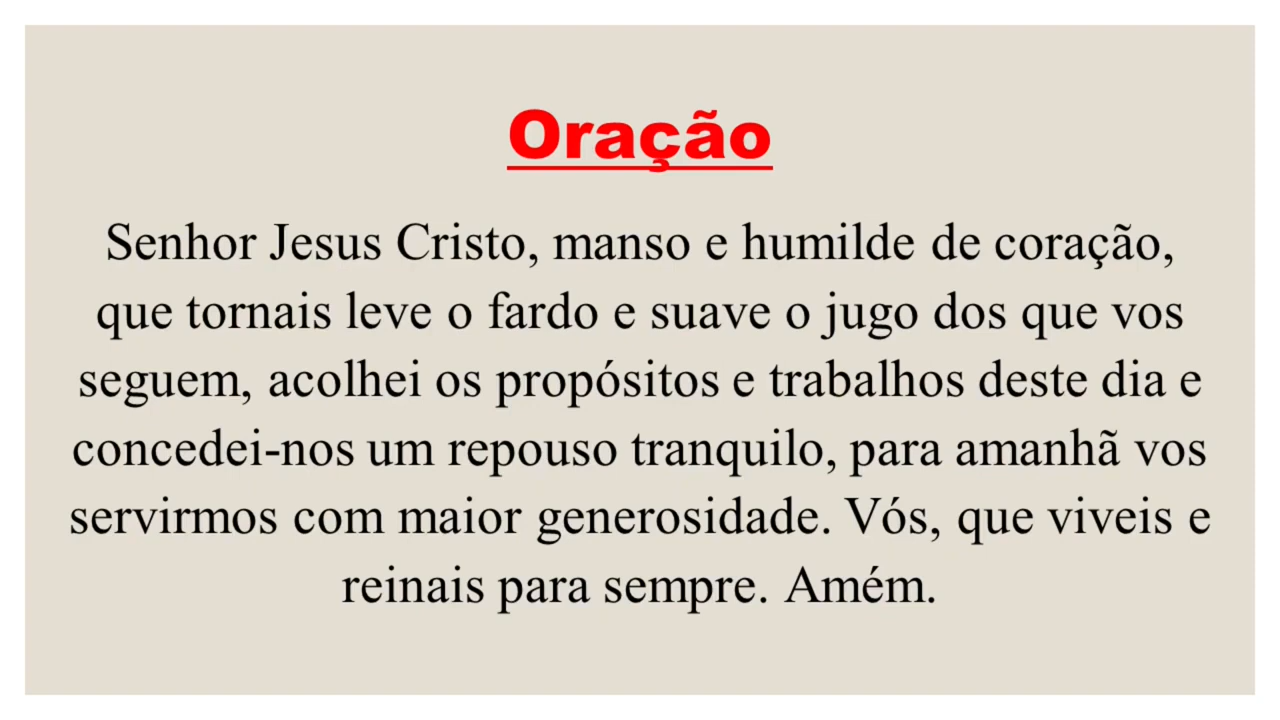 Oração
Senhor Jesus Cristo, manso e humilde de coração,
que tornais leve o fardo e suave o jugo dos que vos
seguem, acolhei os propósitos e trabalhos deste dia e
concedei-nos um repouso tranquilo, para amanhã vos
servirmos com maior generosidade. Vós, que viveis e
reinais para sempre. Amém.